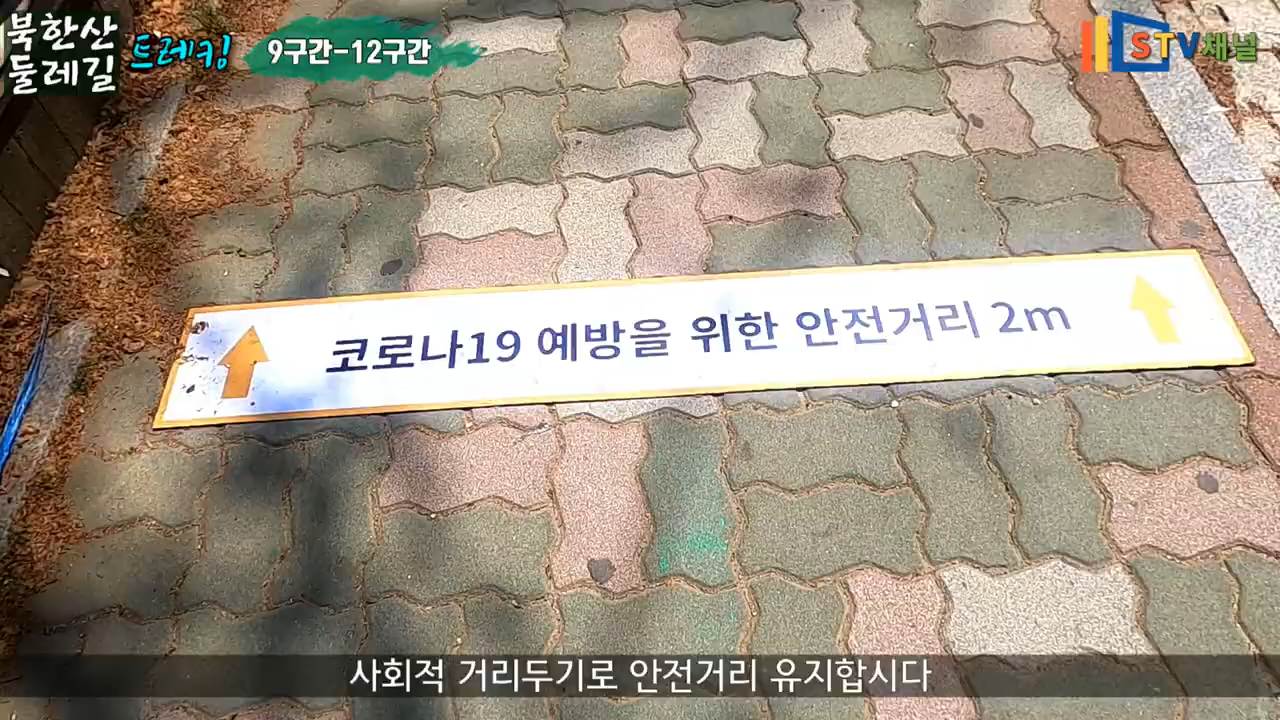 북한산
둘레길
트레킹
9구간-12구간
STV채널
코로나19 예방을 위한 안전거리 2m
사회적 거리두기로 안전거리 유지합시다